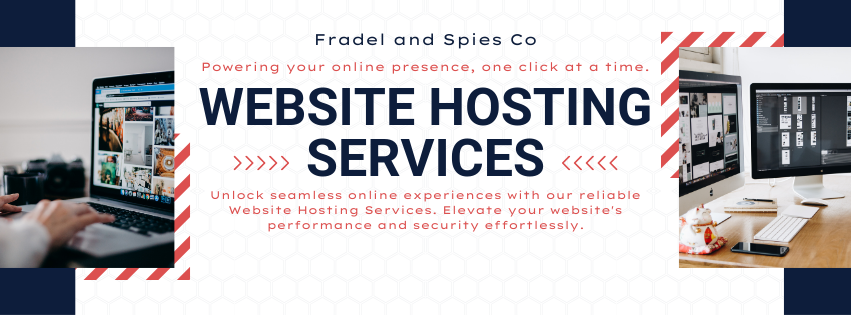 Fradel and Spies Co
Powering your online presence, one click at a time.
WEBSITE HOSTING
SERVICES
Unlock seamless online experiences with our reliable
Website Hosting Services. Elevate your website's
performance and security effortlessly.